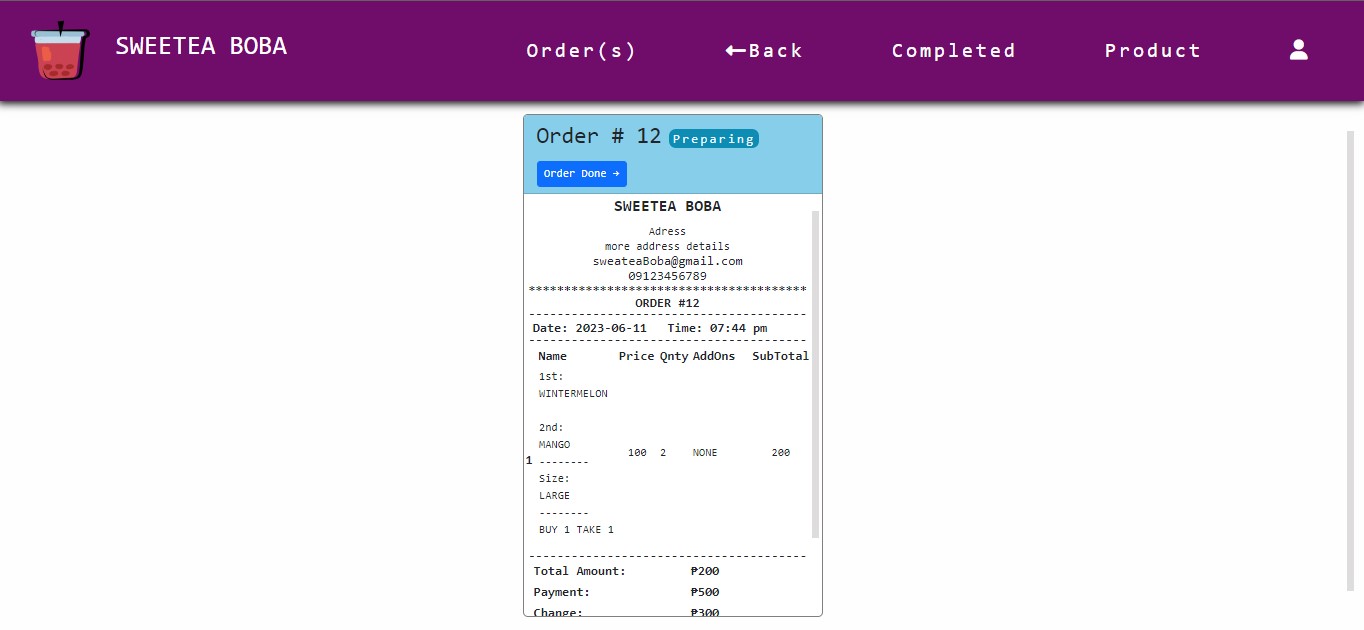 SWEETEA BOBA
Order(s)
←Back
Completed
Product
Order # 12 Preparing
Order Done →
SWEETEA BOBA
Adress
more address details
sweateaBoba@gmail.com
09123456789
***************************************
ORDER #12
---------------------------------------
Date: 2023-06-11 Time: 07:44 pm
---------------------------------------
Name Price Qnty AddOns SubTotal
1st:
WINTERMELON
2nd:
MANGO
1 -------- 100 2 NONE 200
Size:
LARGE
--------
BUY 1 TAKE 1
---------------------------------------
Total Amount: ₱200
Payment: ₱500
Change: ₱300